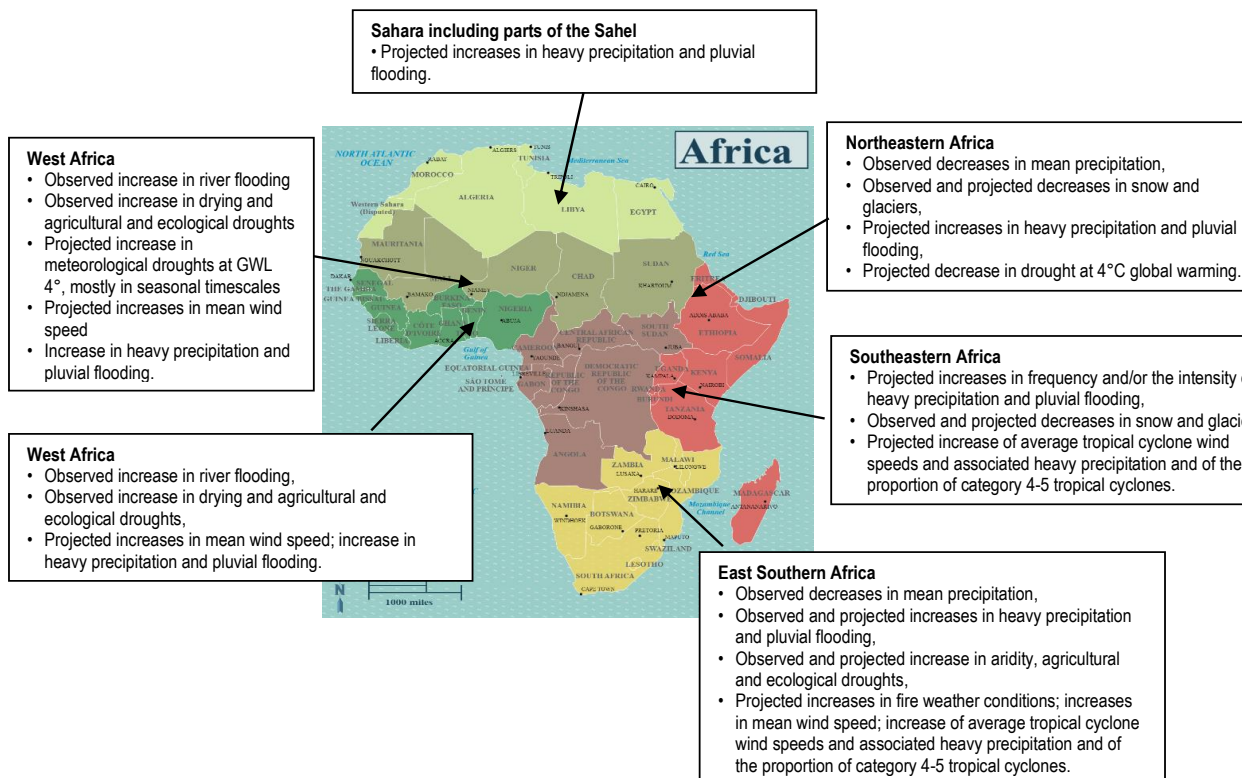 Sahara including parts of the Sahel
• Projected increases in heavy precipitation and pluvial
flooding.
West Africa
• Observed increase in river flooding
• Observed increase in drying and
agricultural and ecological droughts
• Projected increase in
meteorological droughts at GWL
4°, mostly in seasonal timescales
• Projected increases in mean wind
speed
• Increase in heavy precipitation and
pluvial flooding.
West Africa
• Observed increase in river flooding,
• Observed increase in drying and agricultural and
ecological droughts,
• Projected increases in mean wind speed; increase in
heavy precipitation and pluvial flooding.
Africa
NORTH ATLANTIC
OCEAN
Mediterranean Sea
Red Sea
Gulf of
Guinea
Mozambique
Channel
RABAT
ALGIERS
TUNIS
TUNISIA
TRIPOLI
CAIRO
MOROCCO
ALGERIA
LIBYA
EGYPT
Western Sahara
(Disputed)
MAURITANIA
NOUAKCHOTT
NIGER
CHAD
SUDAN
KHARTOUM
ERITREA
DJIBOUTI
DAKAR
SENEGAL
THE GAMBIA
BAMAKO
BURKINA
FASO
NIAMEY
NDJAMENA
NIGERIA
ABUJA
GUINEA
SIERRA
LEONE
LIBERIA
CÔTE
D'IVOIRE
GHANA
ACCRA
ADDIS ABABA
ETHIOPIA
SOMALIA
CENTRAL AFRICAN
REPUBLIC
BANGUI
SOUTH
SUDAN
JUBA
CAMEROON
YAOUNDE
EQUATORIAL GUINEA
SÃO TOME
AND PRÍNCIPE
LIBREVILLE
GABON
REPUBLIC
OF THE
CONGO
DEMOCRATIC
REPUBLIC
OF THE
CONGO
UGANDA
KAMPALA
KENYA
NAIROBI
RWANDA
BURUNDI
TANZANIA
DODOMA
KINSHASA
LUANDA
ANGOLA
ZAMBIA
LUSAKA
MALAWI
LILONGWE
HARARE
ZIMBABWE
MOZAMBIQUE
MADAGASCAR
ANTANANARIVO
NAMIBIA
WINDHOEK
BOTSWANA
GABORONE
PRETORIA
MAPUTO
SWAZILAND
LESOTHO
SOUTH AFRICA
CAPE TOWN
N
1000 miles
Northeastern Africa
• Observed decreases in mean precipitation,
• Observed and projected decreases in snow and
glaciers,
• Projected increases in heavy precipitation and pluvial
flooding,
• Projected decrease in drought at 4°C global warming.
Southeastern Africa
• Projected increases in frequency and/or the intensity
heavy precipitation and pluvial flooding,
• Observed and projected decreases in snow and glaci
• Projected increase of average tropical cyclone wind
speeds and associated heavy precipitation and of the
proportion of category 4-5 tropical cyclones.
East Southern Africa
• Observed decreases in mean precipitation,
• Observed and projected increases in heavy precipitation
and pluvial flooding,
• Observed and projected increase in aridity, agricultural
and ecological droughts,
• Projected increases in fire weather conditions; increases
in mean wind speed; increase of average tropical cyclone
wind speeds and associated heavy precipitation and of
the proportion of category 4-5 tropical cyclones.